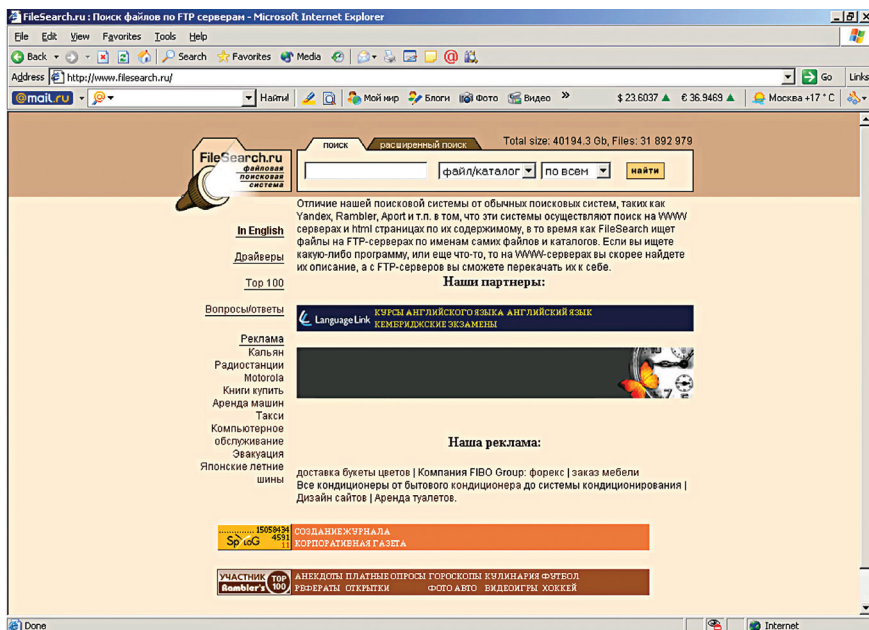 FileSearch.ru : Поиск файлов по FTP серверам - Microsoft Internet Explorer
File Edit View Favorites Tools Help
Back Search Favorites Media
Address http://www.filesearch.ru/ Go Links
@mail.ru Найти! Мой мир Блоги Фото Видео » $ 23.6037 ▲ € 36.9469 ▲ Москва +17 °C
FileSearch.ru
файловая
поисковая
система
поиск расширенный поиск Total size: 40194.3 Gb, Files: 31 892 979
файл/каталог по всем найти
Отличие нашей поисковой системы от обычных поисковых систем, таких как
Yandex, Rambler, Aport и т.п. в том, что эти системы осуществляют поиск на WWW
серверах и html страницах по их содержимому, в то время как FileSearch ищет
файлы на FTP-серверах по именам самих файлов и каталогов. Если вы ищете
какую-либо программу, или еще что-то, то на WWW-серверах вы скорее найдете
их описание, а с FTP-серверов вы сможете перекачать их к себе.
In English
Драйверы
Top 100
Вопросы/ответы
Реклама
Кальян
Радиостанции
Motorola
Книги купить
Аренда машин
Такси
Компьютерное
обслуживание
Эвакуация
Японские летние
шины
Наши партнеры:
Language Link КУРСЫ АНГЛИЙСКОГО ЯЗЫКА АНГЛИЙСКИЙ ЯЗЫК
КЕМБРИДЖСКИЕ ЭКЗАМЕНЫ
Наша реклама:
доставка букеты цветов | Компания FIBO Group: форекс | заказ мебели
Все кондиционеры от бытового кондиционера до системы кондиционирования |
Дизайн сайтов | Аренда туалетов.
15058434
SpyLOG 4591
11
СОЗДАНИЕ ЖУРНАЛА
КОРПОРАТИВНАЯ ГАЗЕТА
УЧАСТНИК TOP
Rambler's 100
АНЕКДОТЫ ПЛАТНЫЕ ОПРОСЫ ГОРОСКОПЫ КУЛИНАРИЯ ФУТБОЛ
РЕФЕРАТЫ ОТКРЫТКИ ФОТО АВТО ВИДЕОИГРЫ ХОККЕЙ
Done Internet